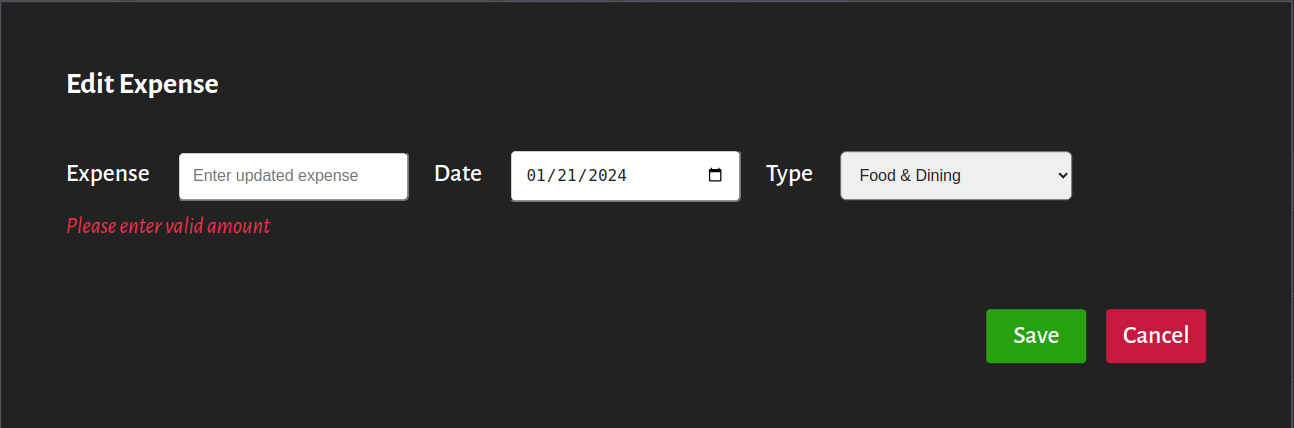 Edit Expense
Expense Enter updated expense Date 01/21/2024 Type Food & Dining
Please enter valid amount
Save Cancel